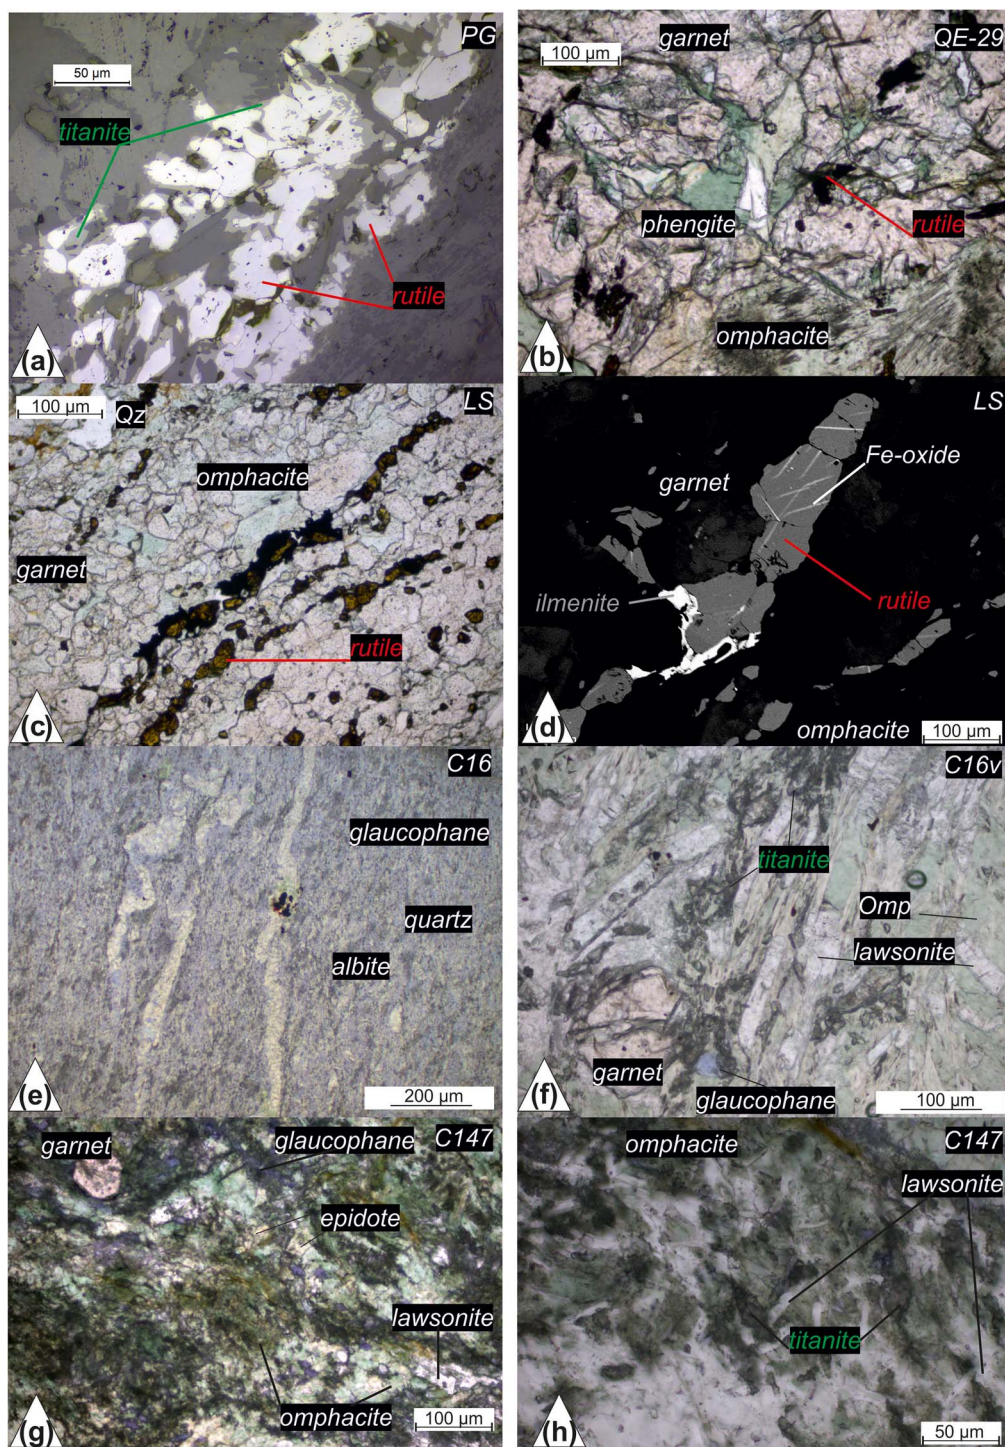 PG
50 µm
titanite
rutile
(a)
garnet
QE-29
100 µm
phengite
rutile
omphacite
(b)
100 µm
Qz
LS
omphacite
garnet
rutile
(c)
LS
Fe-oxide
garnet
ilmenite
rutile
omphacite
100 µm
(d)
C16
glaucophane
quartz
albite
200 µm
(e)
C16v
titanite
Omp
lawsonite
garnet
glaucophane
100 µm
(f)
garnet
glaucophane
C147
epidote
lawsonite
omphacite
100 µm
(g)
omphacite
C147
lawsonite
titanite
50 µm
(h)